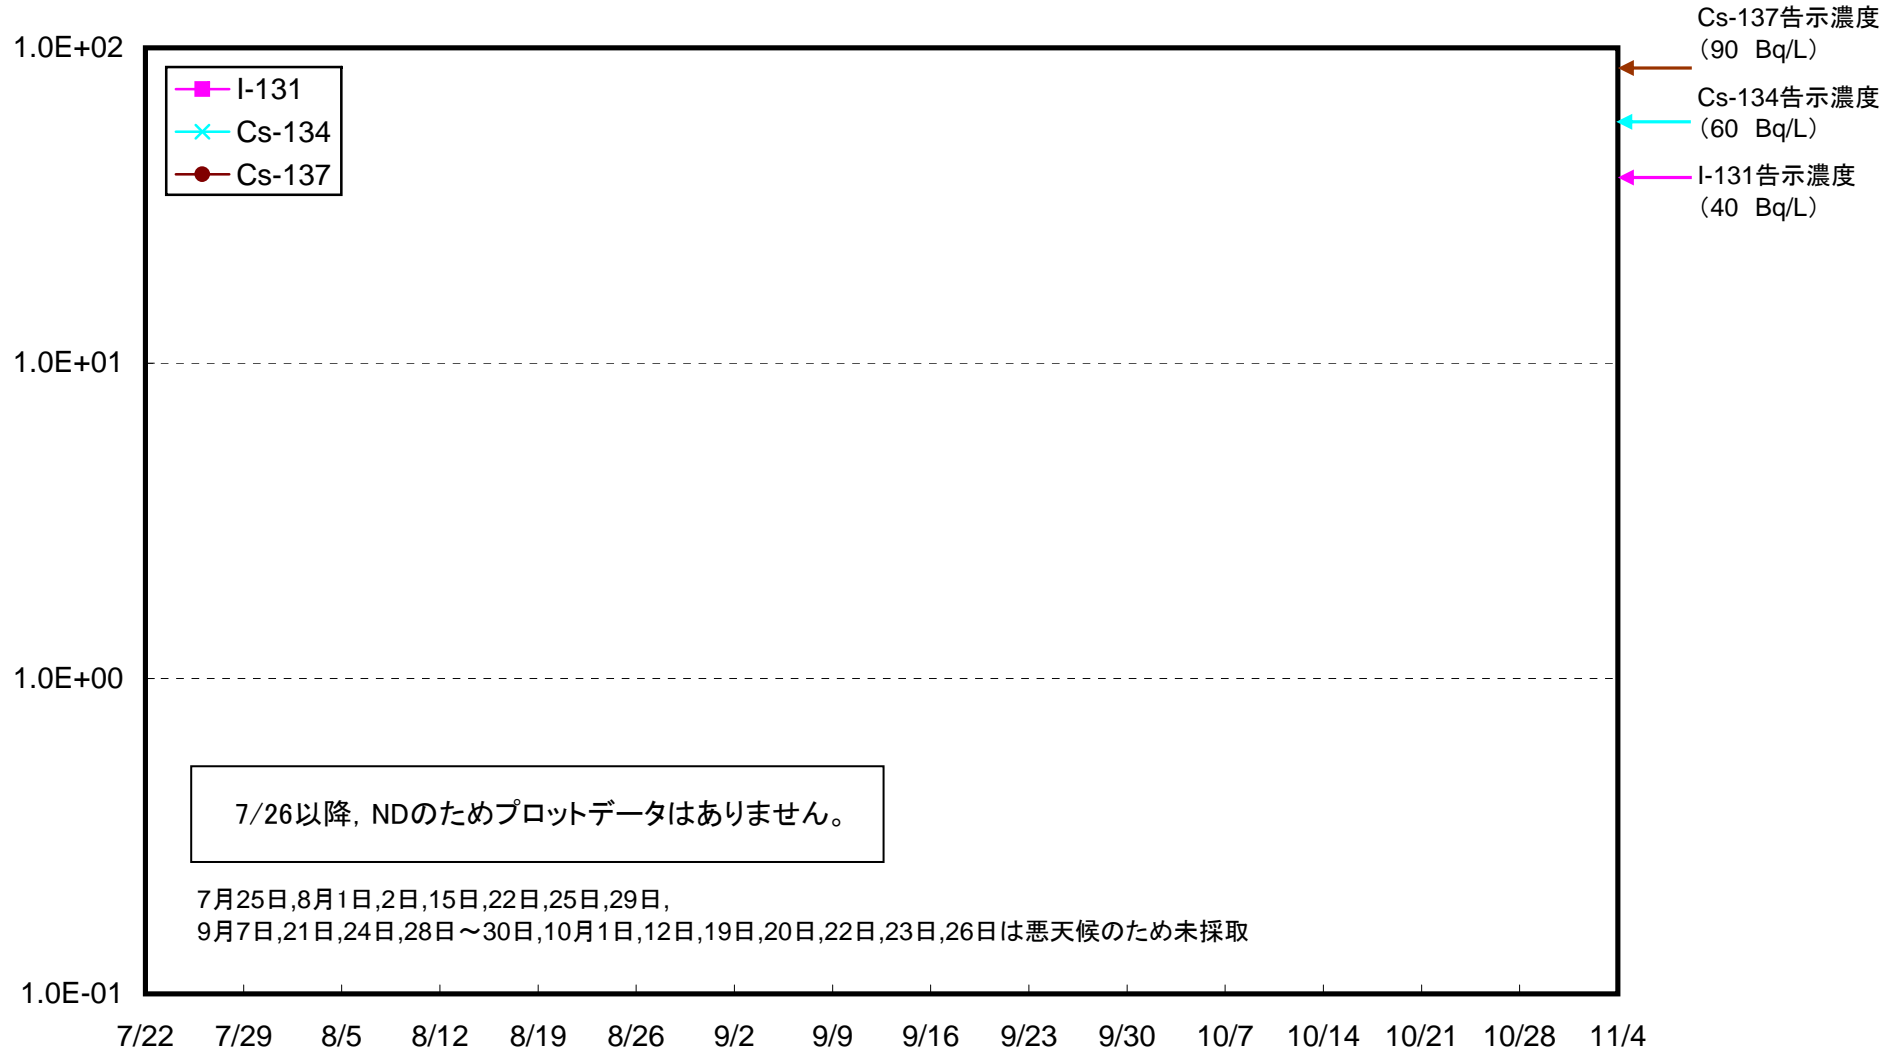 Cs-137告示濃度
（90 Bq/L）
Cs-134告示濃度
（60 Bq/L）
I-131告示濃度
（40 Bq/L）
1.0E+02
1.0E+01
1.0E+00
1.0E-01
I-131
Cs-134
Cs-137
7/26以降，NDのためプロットデータはありません。
7月25日,8月1日,2日,15日,22日,25日,29日,
9月7日,21日,24日,28日～30日,10月1日,12日,19日,20日,22日,23日,26日は悪天候のため未採取
7/22 7/29 8/5 8/12 8/19 8/26 9/2 9/9 9/16 9/23 9/30 10/7 10/14 10/21 10/28 11/4